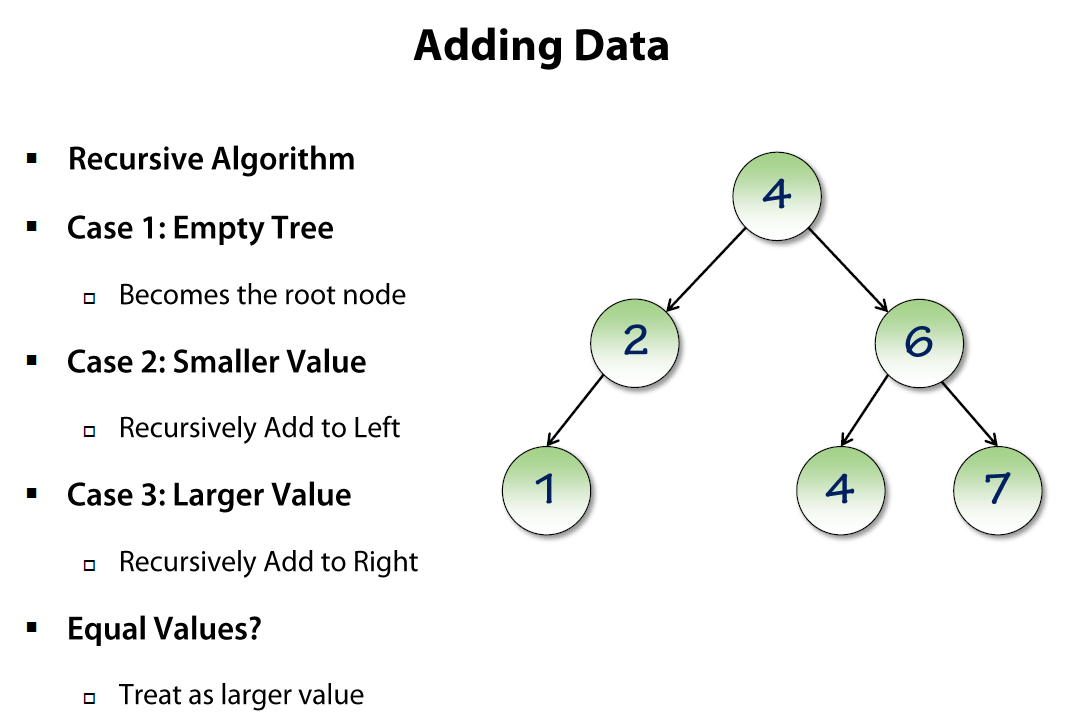 Adding Data
Recursive Algorithm
Case 1: Empty Tree
Becomes the root node
Case 2: Smaller Value
Recursively Add to Left
Case 3: Larger Value
Recursively Add to Right
Equal Values?
Treat as larger value
4
2
6
1
4
7